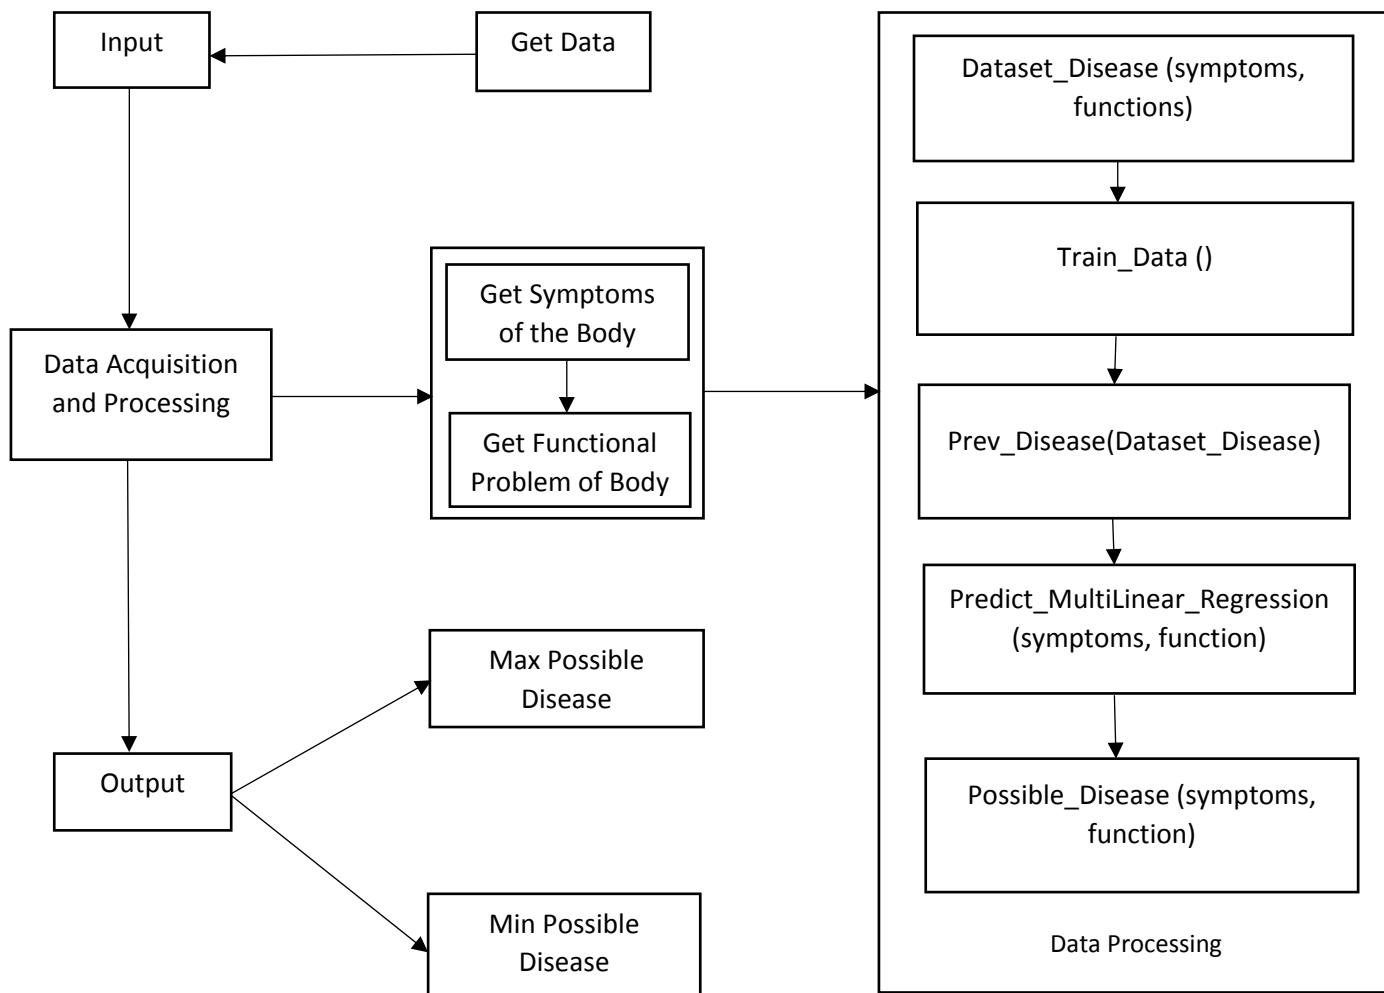 Input
Get Data
Data Acquisition
and Processing
Get Symptoms
of the Body
Get Functional
Problem of Body
Output
Max Possible
Disease
Min Possible
Disease
Dataset_Disease (symptoms,
functions)
Train_Data ()
Prev_Disease(Dataset_Disease)
Predict_MultiLinear_Regression
(symptoms, function)
Possible_Disease (symptoms,
function)
Data Processing